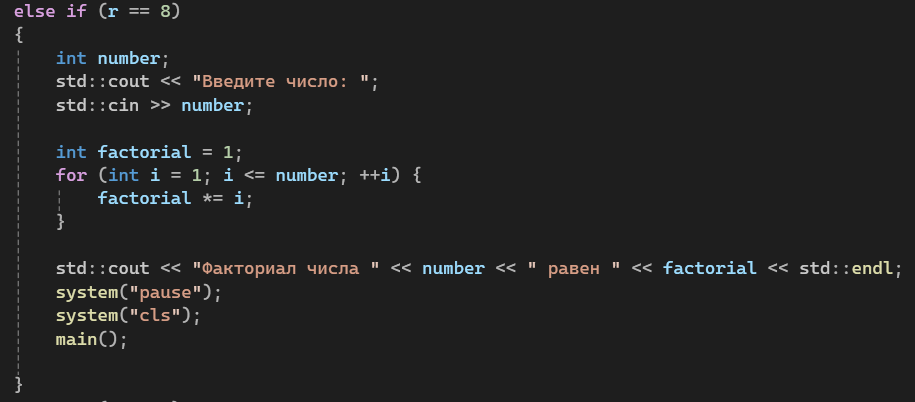 else if (r == 8)
{
int number;
std::cout << "Введите число: ";
std::cin >> number;
int factorial = 1;
for (int i = 1; i <= number; ++i) {
factorial *= i;
}
std::cout << "Факториал числа " << number << " равен " << factorial << std::endl;
system("pause");
system("cls");
main();
}